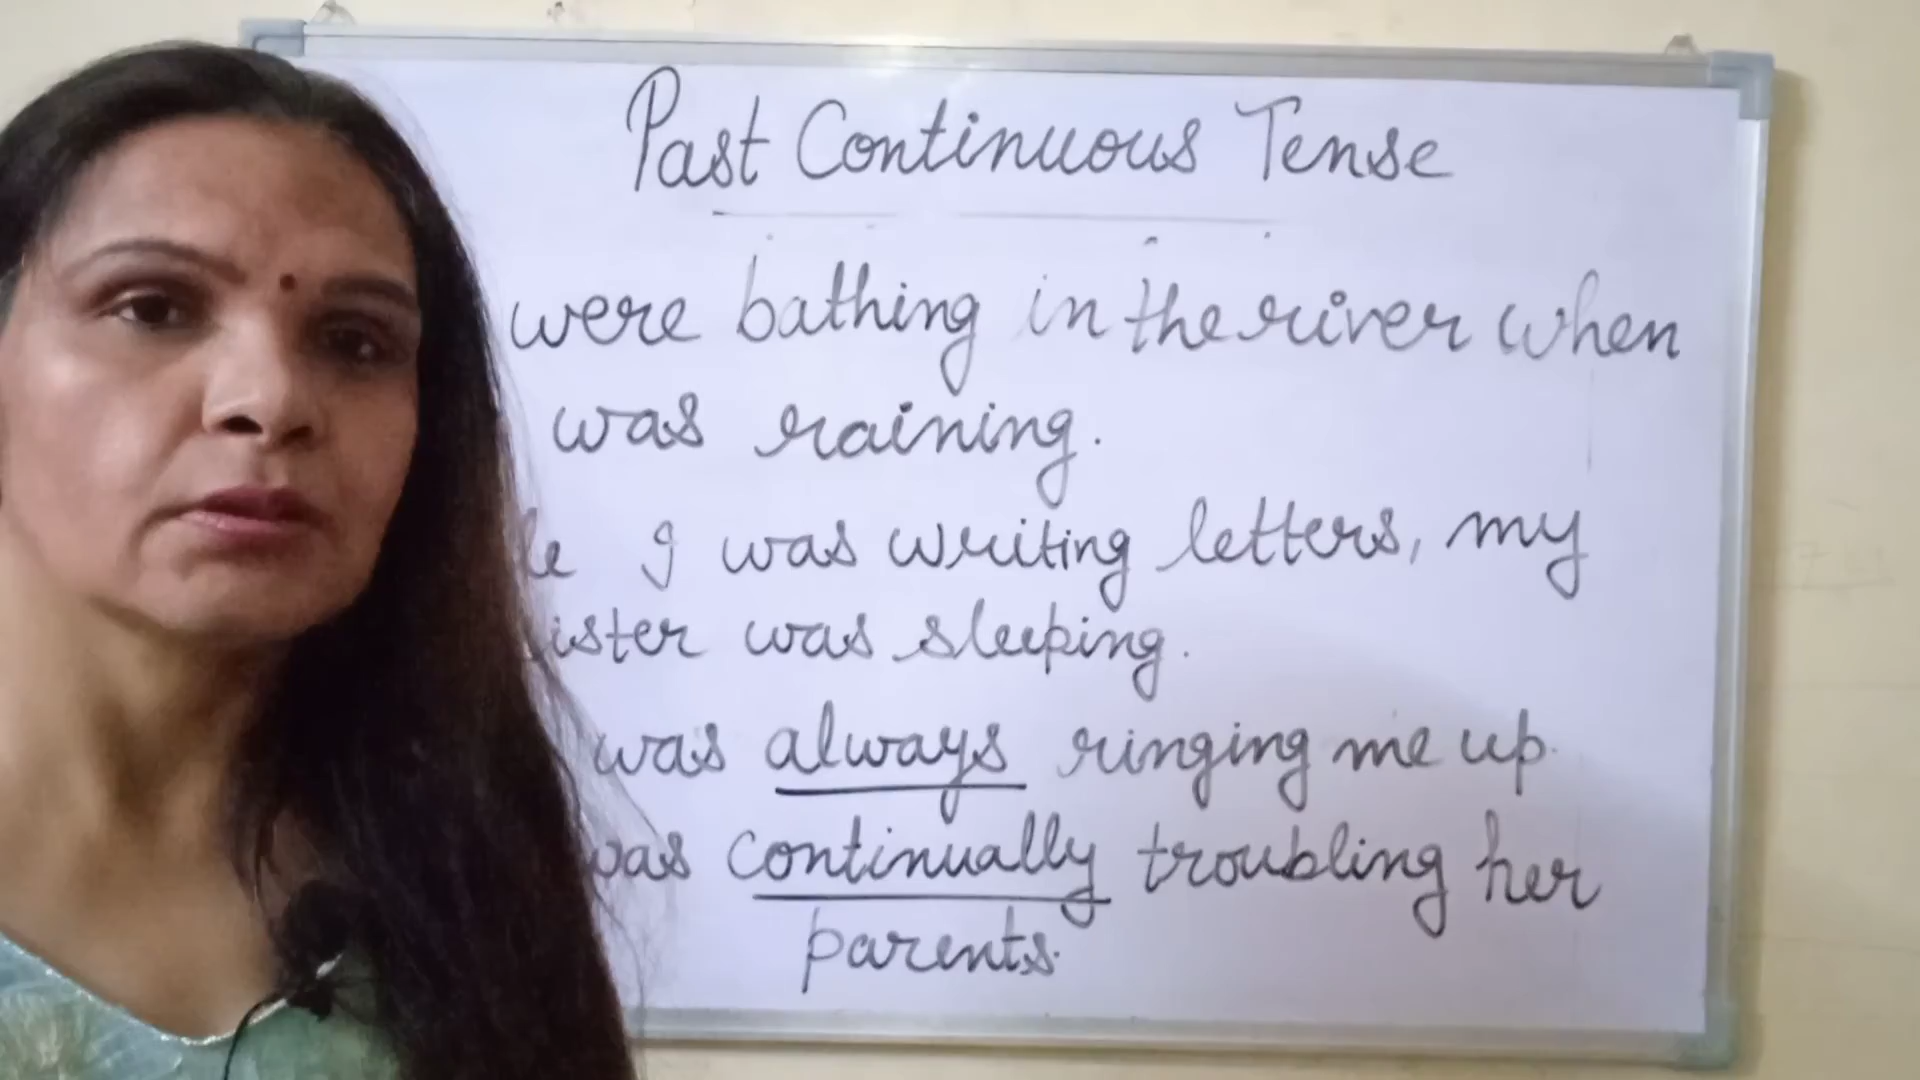 Past Continuous Tense
were bathing in the river when
was raining.
I was writing letters, my
was sleeping.
was always ringing me up.
was continually troubling her
parents.